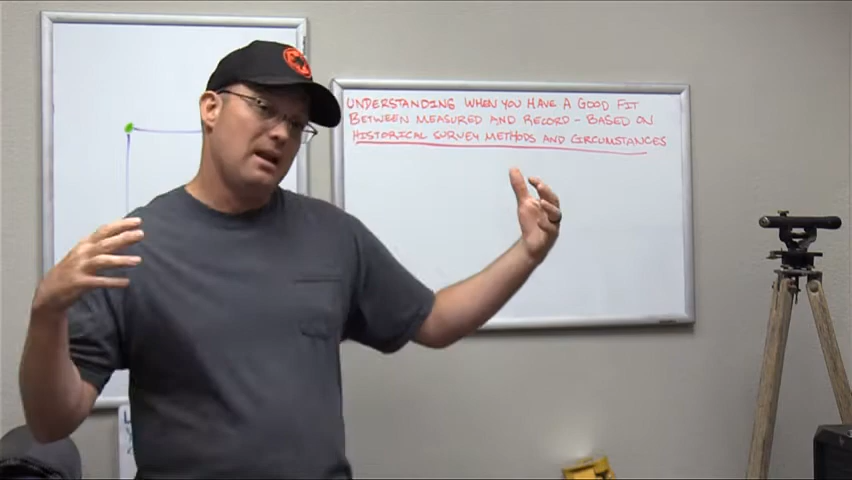 UNDERSTANDING WHEN YOU HAVE A GOOD FIT
BETWEEN MEASURED AND RECORD - BASED ON
HISTORICAL SURVEY METHODS AND CIRCUMSTANCES